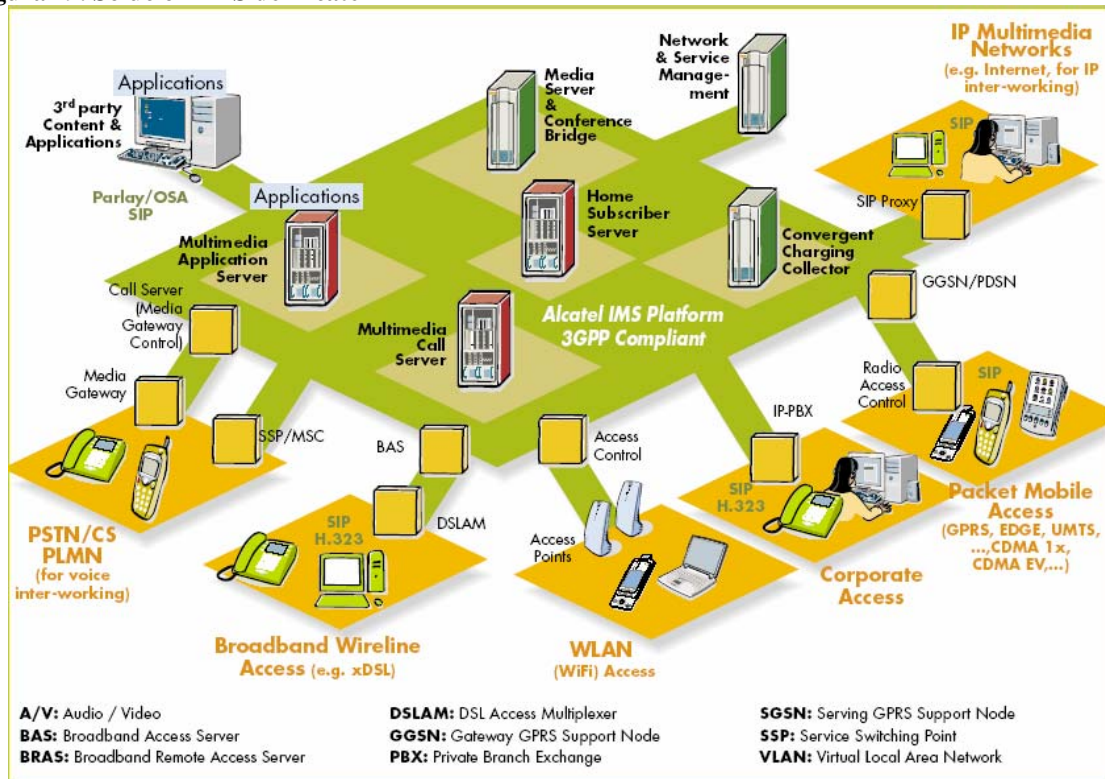 Applications
3rd party
Content &
Applications
Parlay/OSA
SIP
Media
Server
&
Conference
Bridge
Network
& Service
Manage-
ment
IP Multimedia
Networks
(e.g. Internet, for IP
inter-working)
SIP
SIP Proxy
Applications
Multimedia
Application
Server
Home
Subscriber
Server
Convergent
Charging
Collector
GGSN/PDSN
Call Server
(Media
Gateway
Control)
Multimedia
Call
Server
Alcatel IMS Platform
3GPP Compliant
Media
Gateway
SSP/MSC
BAS
Access
Control
IP-PBX
Radio
Access
Control
SIP
PSTN/CS
PLMN
(for voice
inter-working)
SIP
H.323
DSLAM
Broadband Wireline
Access (e.g. xDSL)
Access
Points
WLAN
(WiFi) Access
SIP
H.323
Corporate
Access
Packet Mobile
Access
(GPRS, EDGE, UMTS,
...,CDMA 1x,
CDMA EV,...)
A/V: Audio / Video
BAS: Broadband Access Server
BRAS: Broadband Remote Access Server
DSLAM: DSL Access Multiplexer
GGSN: Gateway GPRS Support Node
PBX: Private Branch Exchange
SGSN: Serving GPRS Support Node
SSP: Service Switching Point
VLAN: Virtual Local Area Network